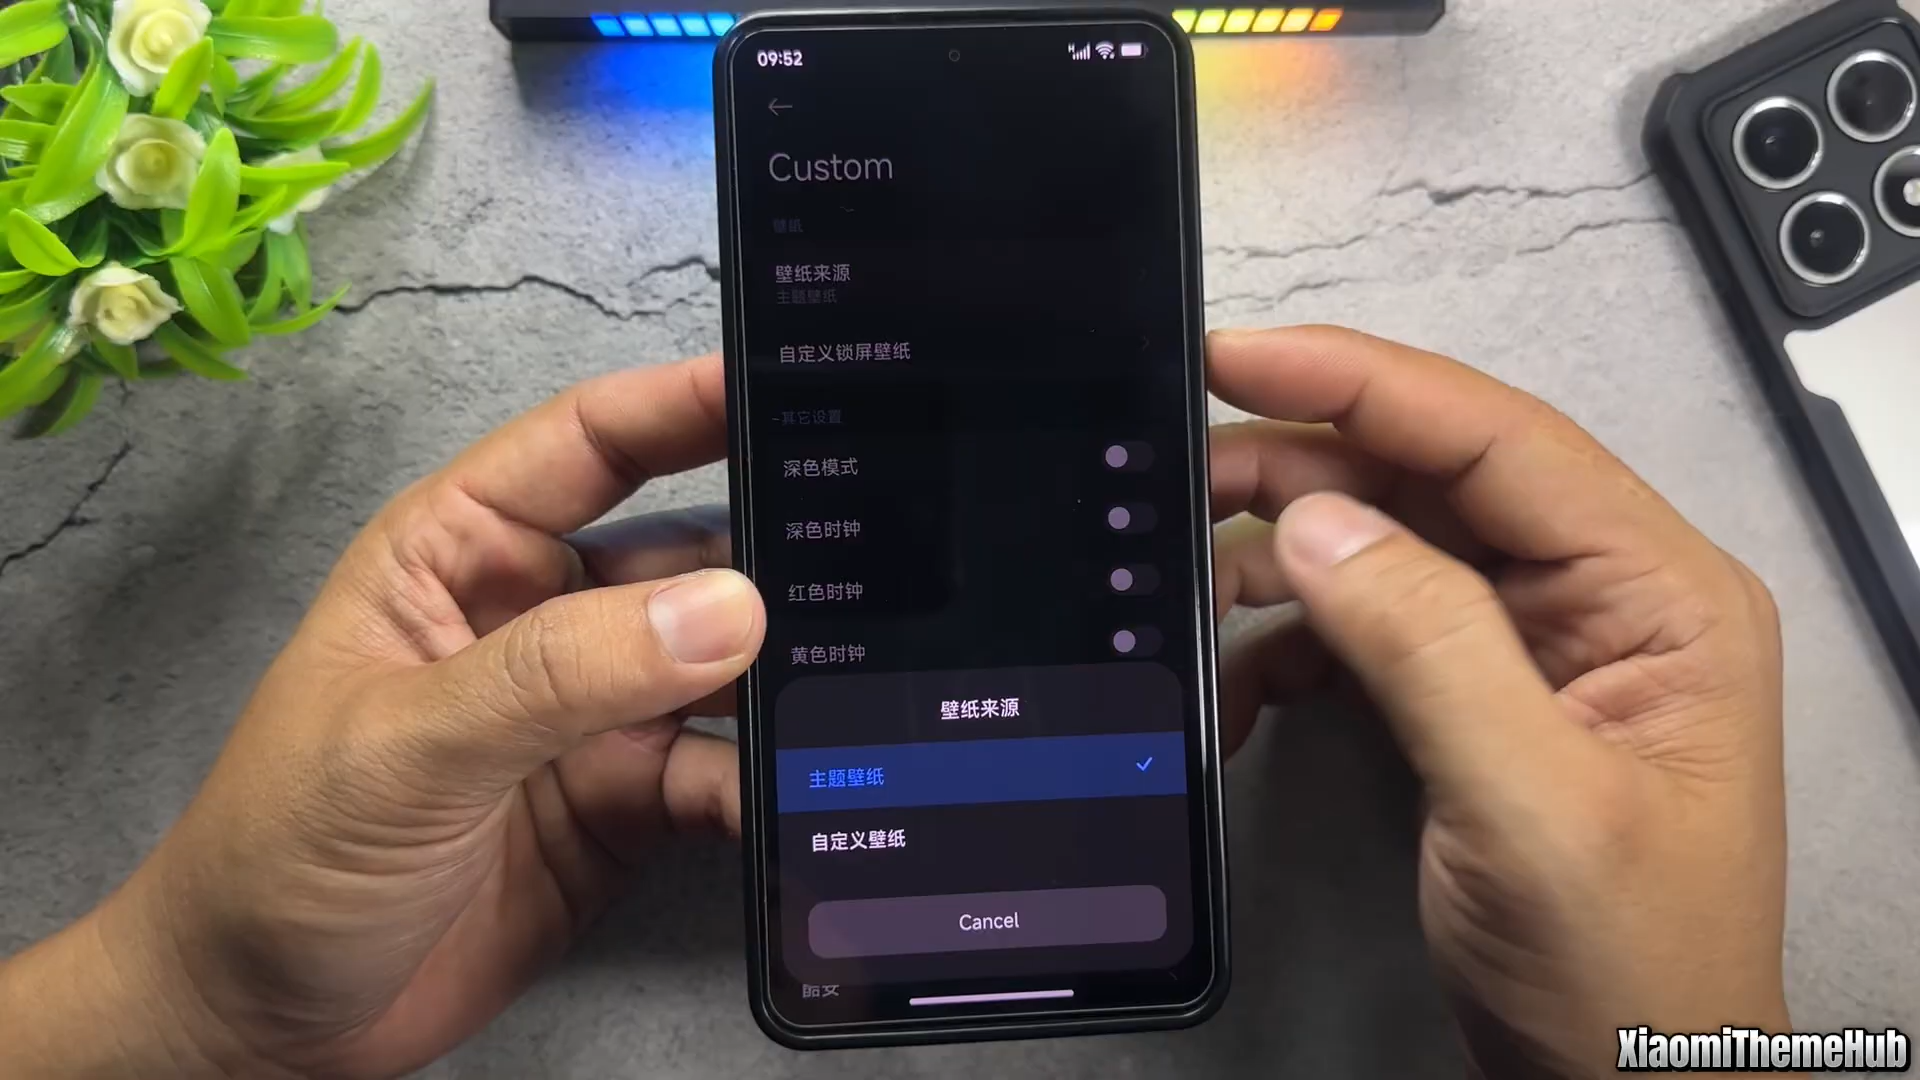 09:52
Custom
壁纸
壁纸来源
主题壁纸
自定义锁屏壁纸
-其它设置
深色模式
深色时钟
红色时钟
黄色时钟
壁纸来源
主题壁纸
自定义壁纸
Cancel
酷安
XiaomiThemeHub